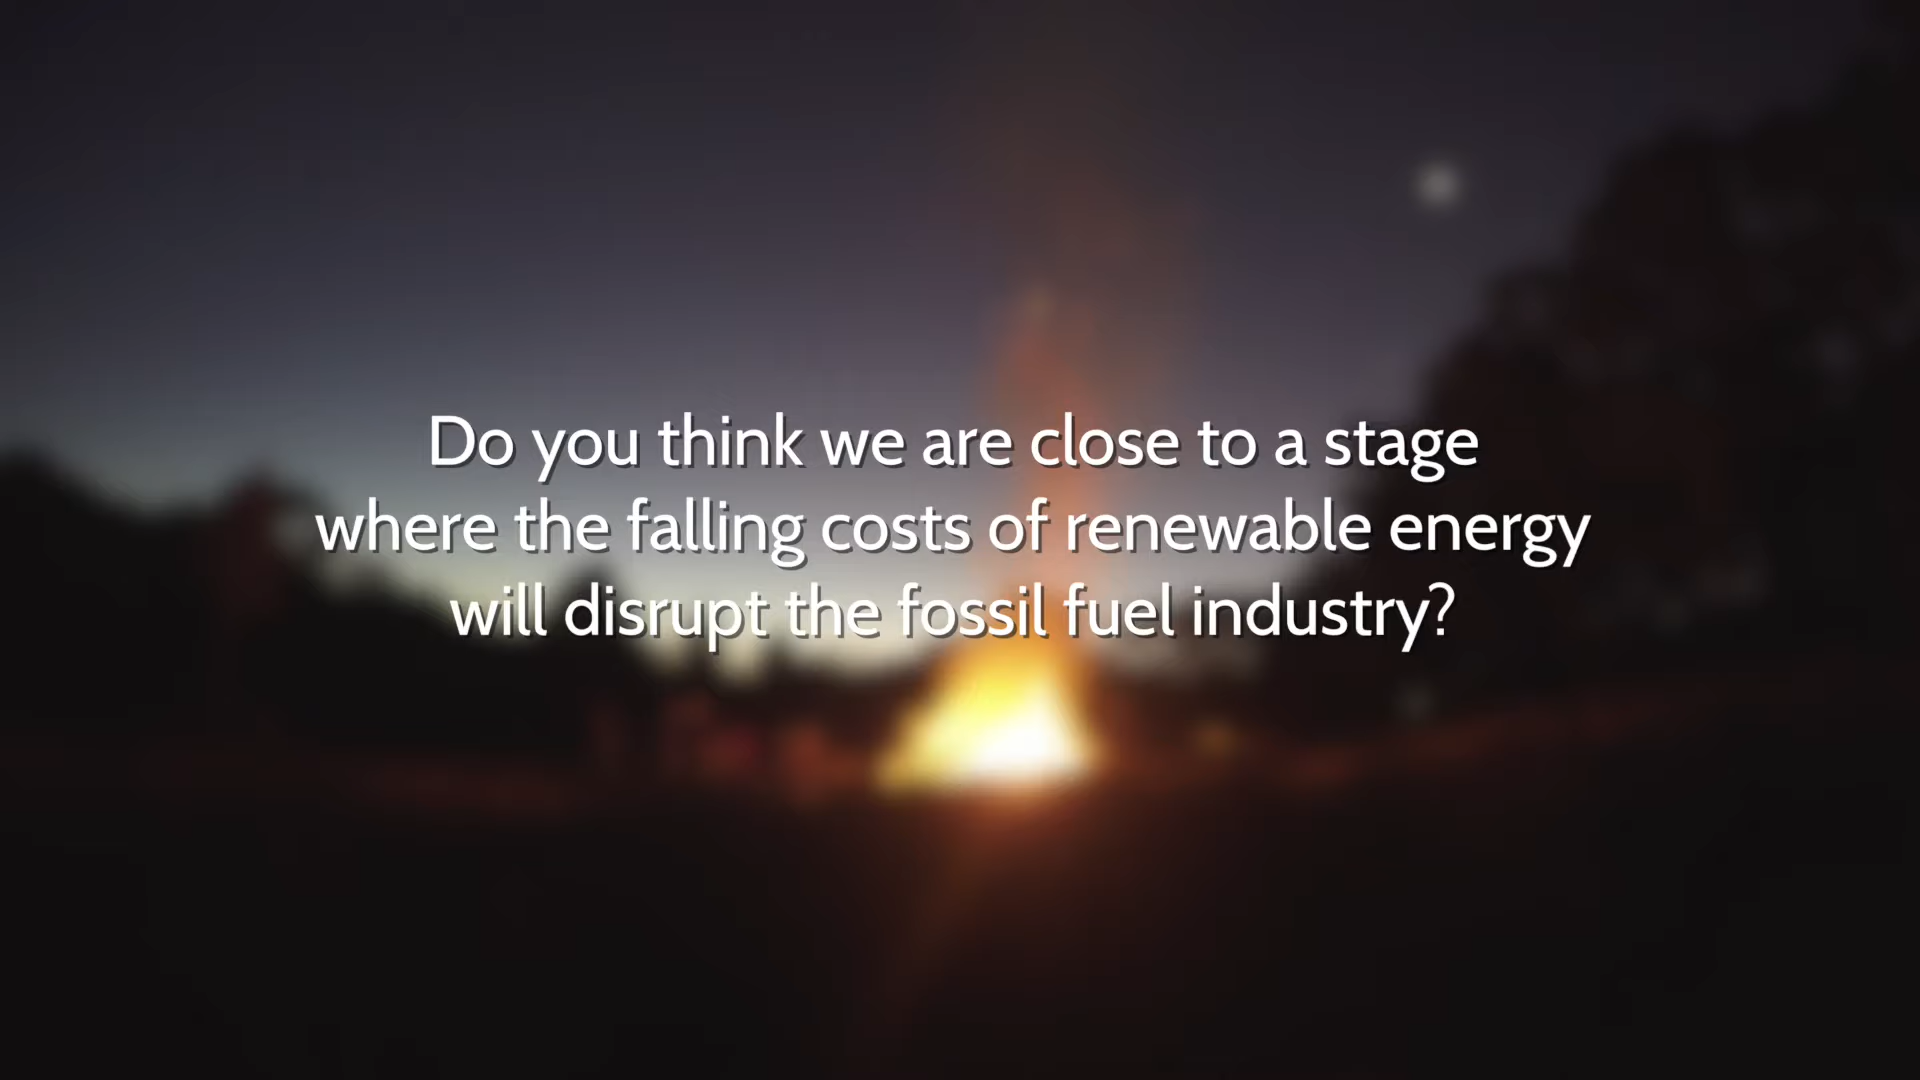 Do you think we are close to a stage
where the falling costs of renewable energy
will disrupt the fossil fuel industry?